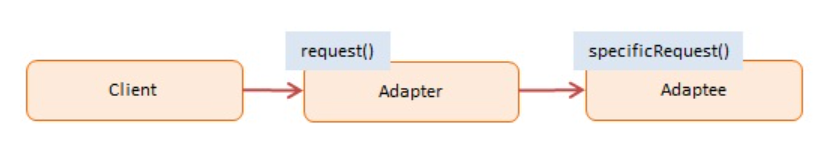 request()
specificRequest()
Client
Adapter
Adaptee